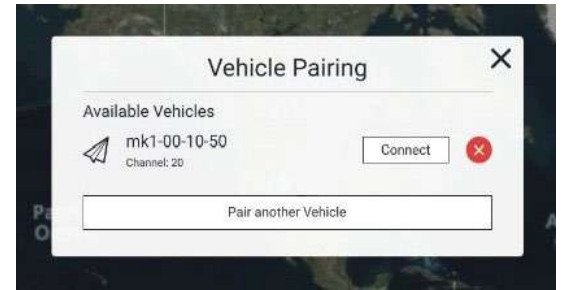 Vehicle Pairing
Available Vehicles
mk1-00-10-50
Channel: 20
Connect
Pair another Vehicle